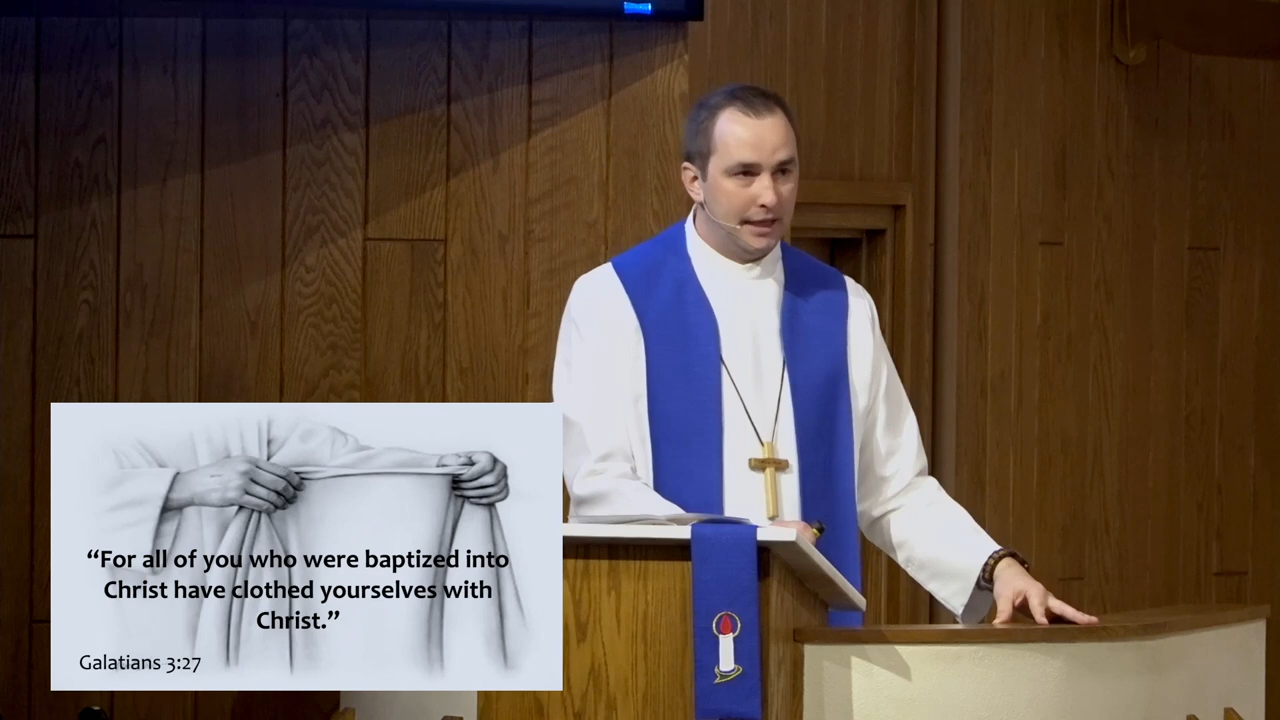 “For all of you who were baptized into
Christ have clothed yourselves with
Christ.”
Galatians 3:27